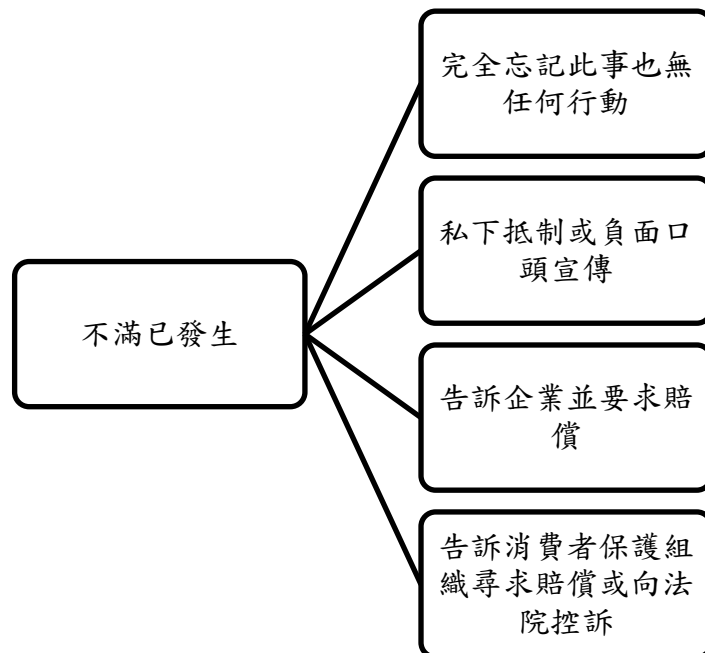 完全忘記此事也無
任何行動
私下抵制或負面口
頭宣傳
不滿已發生
告訴企業並要求賠
償
告訴消費者保護組
織尋求賠償或向法
院控訴